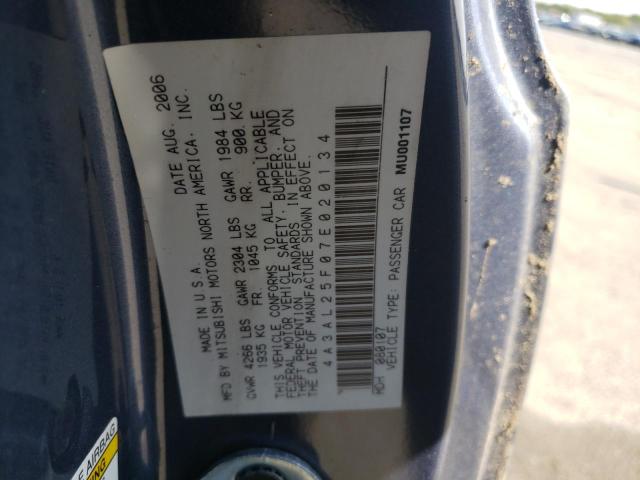 MADE IN U.S.A. DATE AUG. 2006
MFD BY MITSUBISHI MOTORS NORTH AMERICA, INC.
GVWR 4266 LBS GAWR 2304 LBS GAWR 1984 LBS
1935 KG FR. 1045 KG RR. 900 KG
THIS VEHICLE CONFORMS TO ALL APPLICABLE
FEDERAL MOTOR VEHICLE SAFETY, BUMPER, AND
THEFT PREVENTION STANDARDS IN EFFECT ON
THE DATE OF MANUFACTURE SHOWN ABOVE.
4A3AL25F07E020134
ACH 080107
VEHICLE TYPE: PASSENGER CAR MU001107
AIRBAG